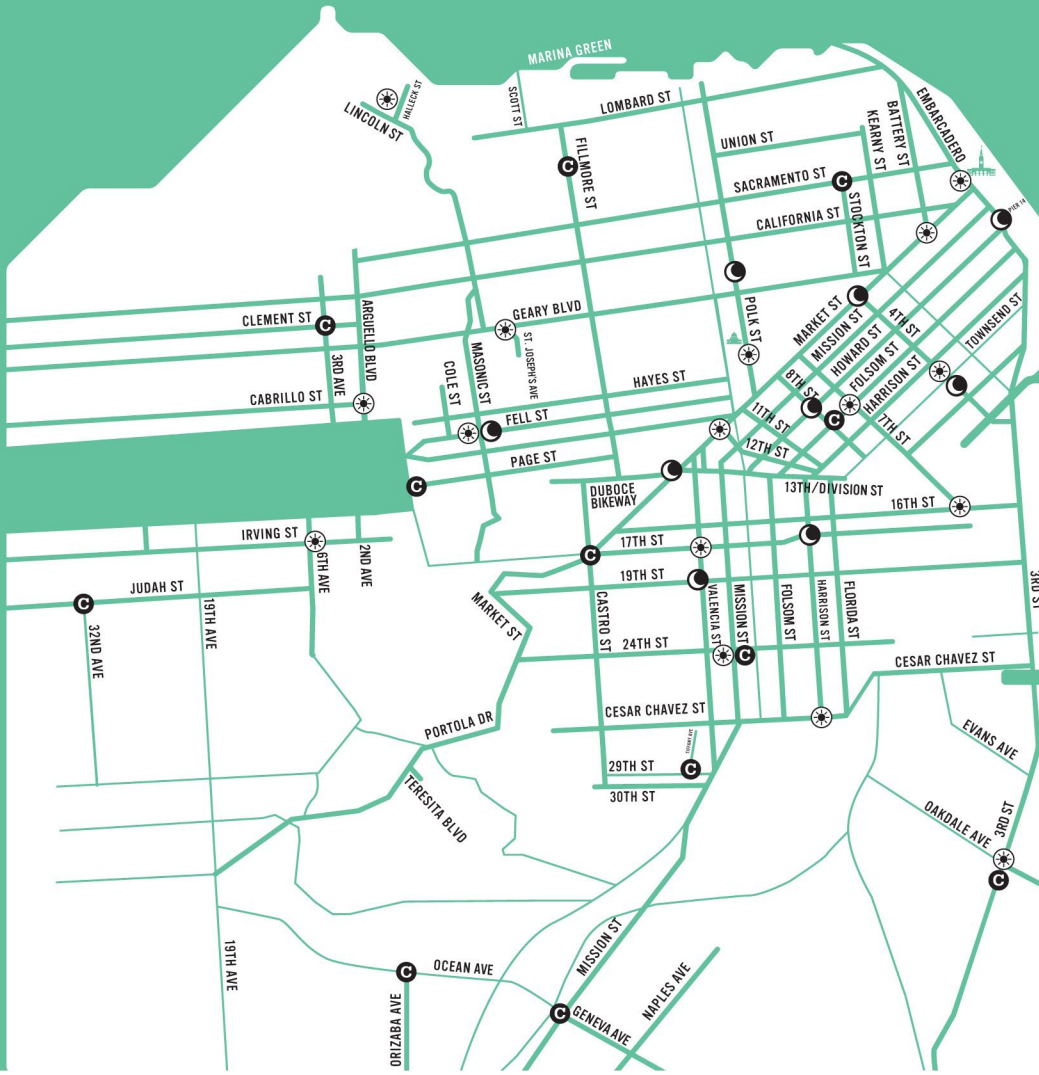 MARINA GREEN
HALLECK ST
SCOTT ST
LOMBARD ST
EMBARCADERO
LINCOLN ST
BATTERY ST
KEARNY ST
UNION ST
FILLMORE ST
C
SACRAMENTO ST
C
STOCKTON ST
PIER 14
CALIFORNIA ST
CLEMENT ST
C
ARGUELLO BLVD
GEARY BLVD
POLK ST
MARKET ST
MISSION ST
HOWARD ST
4TH ST
TOWNSEND ST
3RD AVE
COLE ST
MASONIC ST
ST. JOSEPH'S AVE
FOLSOM ST
HARRISON ST
8TH ST
HAYES ST
CABRILLO ST
FELL ST
11TH ST
C
7TH ST
12TH ST
PAGE ST
C
DUBOCE
BIKEWAY
13TH/DIVISION ST
16TH ST
IRVING ST
6TH AVE
2ND AVE
17TH ST
C
JUDAH ST
19TH ST
C
32ND AVE
19TH AVE
MARKET ST
CASTRO ST
VALENCIA ST
MISSION ST
FOLSOM ST
HARRISON ST
FLORIDA ST
3RD ST
24TH ST
C
CESAR CHAVEZ ST
CESAR CHAVEZ ST
PORTOLA DR
TIFFANY AVE
EVANS AVE
29TH ST
C
30TH ST
TERESITA BLVD
OAKDALE AVE
3RD ST
C
19TH AVE
MISSION ST
C
OCEAN AVE
NAPLES AVE
ORIZABA AVE
C
GENEVA AVE